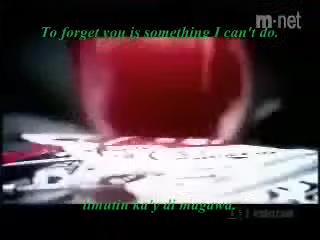 m·net
To forget you is something I can't do.
limutin ka'y di magawa,